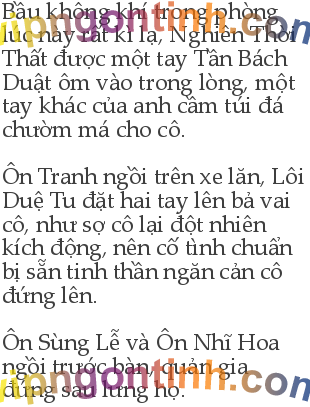 Bầu không khí trong phòng
lúc này rất kì lạ, Nghiên Thời
Thất được một tay Tần Bách
Duật ôm vào trong lòng, một
tay khác của anh cầm túi đá
chườm má cho cô.
Ôn Tranh ngồi trên xe lăn, Lôi
Duệ Tu đặt hai tay lên bả vai
cô, như sợ cô lại đột nhiên
kích động, nên cố tình chuẩn
bị sẵn tinh thần ngăn cản cô
đứng lên.
Ôn Sùng Lễ và Ôn Nhĩ Hoa
ngồi trước bàn, quản gia
đứng sau lưng họ.